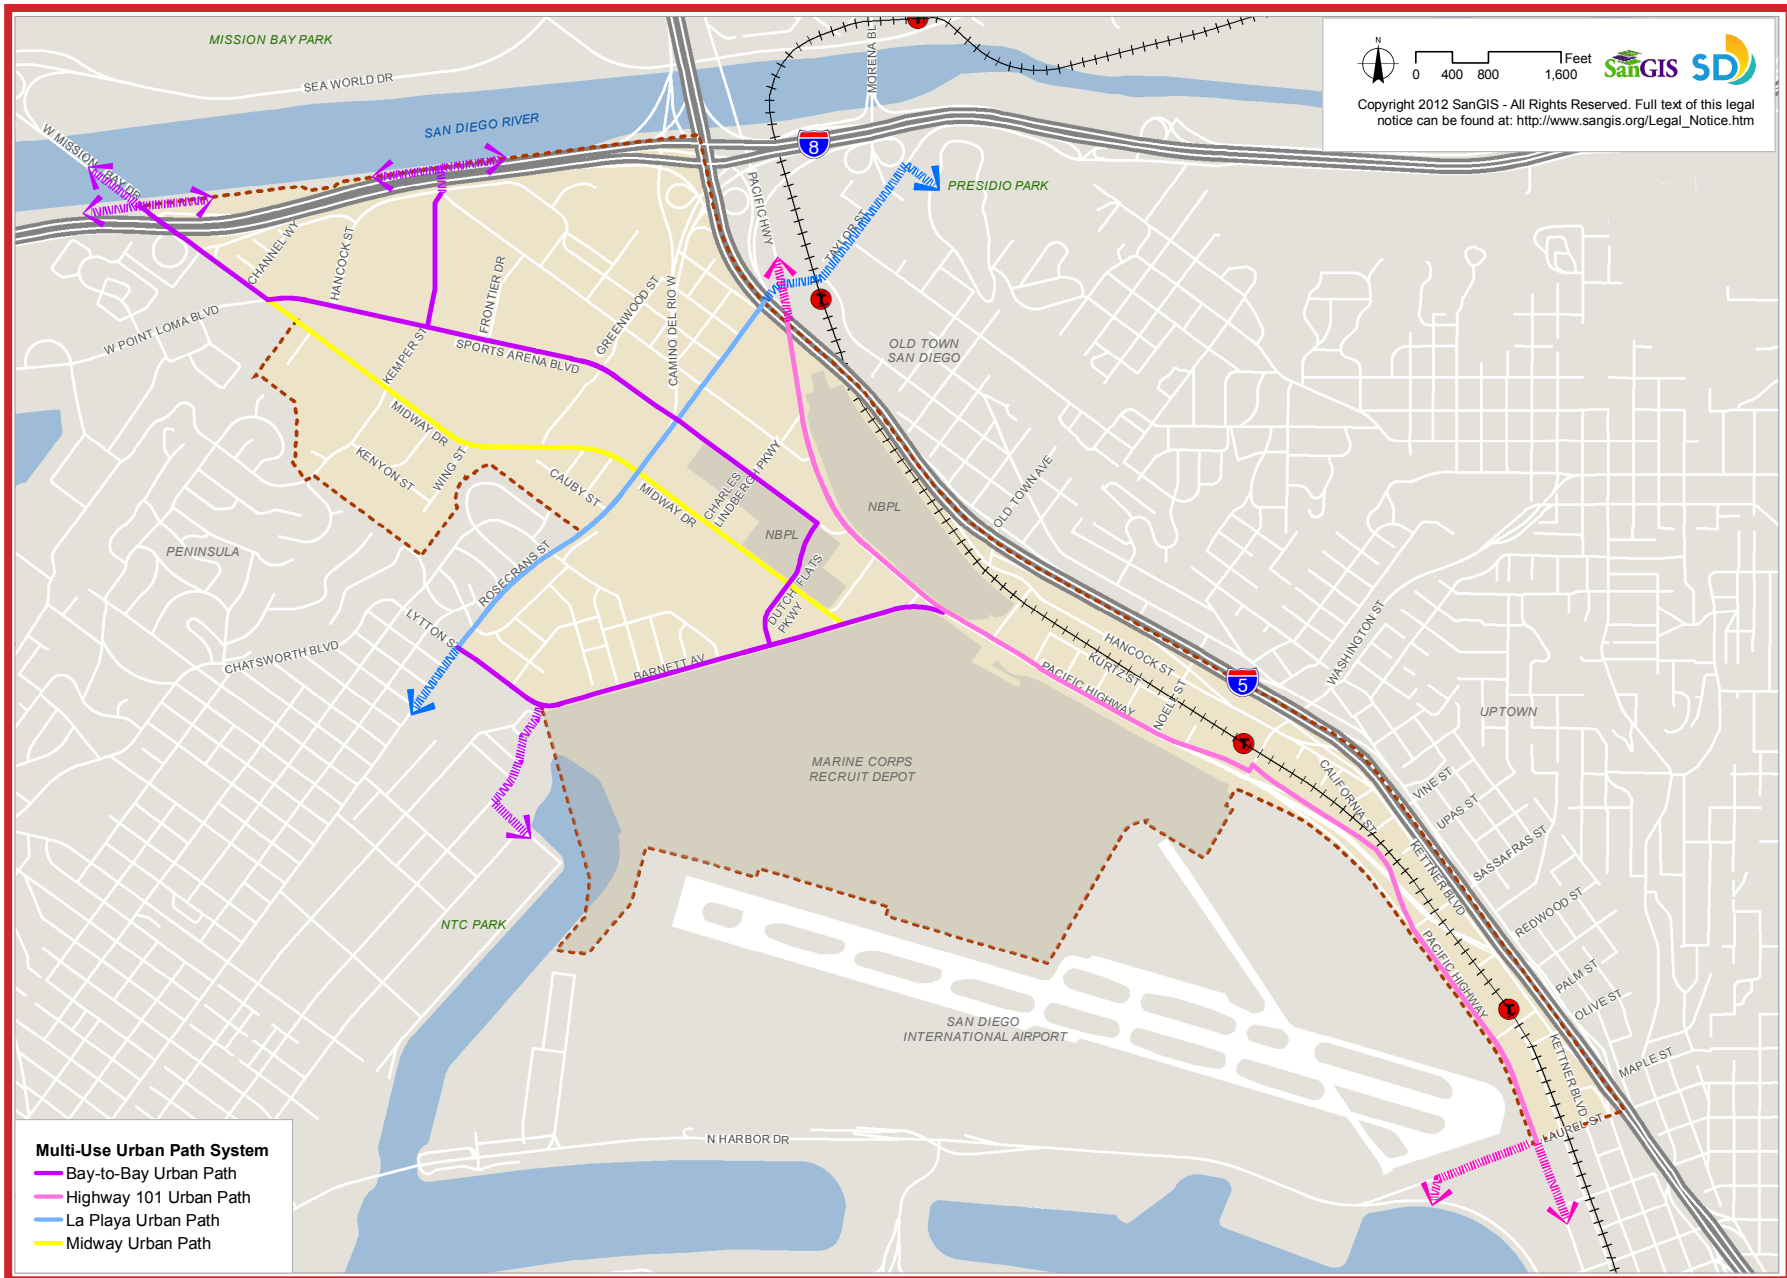 MISSION BAY PARK
SEA WORLD DR
SAN DIEGO RIVER
W MISSION BAY DR
MORENA BL
N
0 400 800 1,600
Feet
SanGIS
SD
Copyright 2012 SanGIS - All Rights Reserved. Full text of this legal
notice can be found at: http://www.sangis.org/Legal_Notice.htm
8
PRESIDIO PARK
PACIFIC HWY
TAYLOR ST
CHANNEL WY
HANCOCK ST
FRONTIER DR
GREENWOOD ST
CAMINO DEL RIO W
W POINT LOMA BLVD
KEMPER ST
SPORTS ARENA BLVD
T
T
OLD TOWN
SAN DIEGO
MIDWAY DR
KENYON ST
WING ST
CAUBY ST
MIDWAY DR
CHARLES
LINDBERGH PKWY
NBPL
NBPL
OLD TOWN AVE
PENINSULA
ROSECRANS ST
DUTCH FLATS
PKWY
LYTTON ST
CHATSWORTH BLVD
BARNETT AV
HANCOCK ST
KURTZ ST
PACIFIC HIGHWAY
NOELL ST
WASHINGTON ST
5
UPTOWN
T
MARINE CORPS
RECRUIT DEPOT
CALIFORNIA ST
VINE ST
UPAS ST
SASSAFRAS ST
KETTNER BLVD
REDWOOD ST
NTC PARK
PACIFIC HIGHWAY
PALM ST
OLIVE ST
T
SAN DIEGO
INTERNATIONAL AIRPORT
KETTNER BLVD
MAPLE ST
LAUREL ST
N HARBOR DR
Multi-Use Urban Path System
Bay-to-Bay Urban Path
Highway 101 Urban Path
La Playa Urban Path
Midway Urban Path